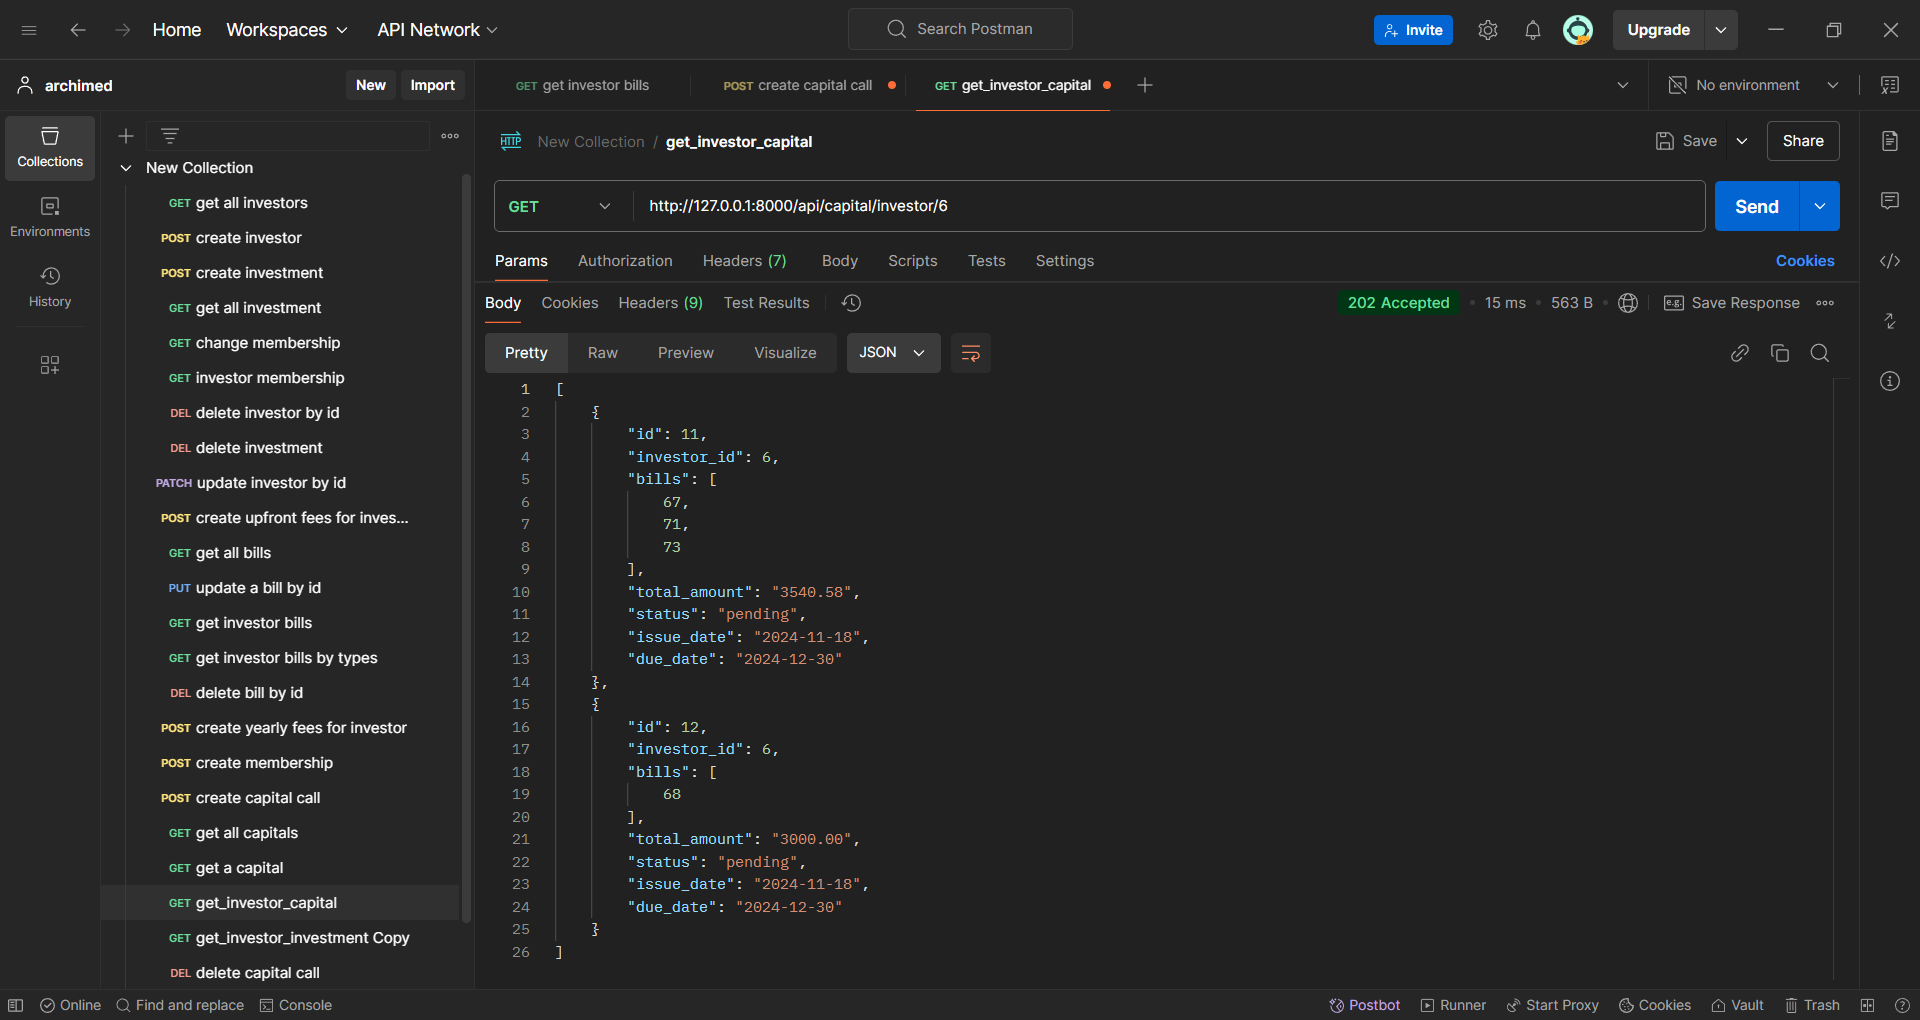 Home Workspaces API Network Search Postman Invite Upgrade
archimed New Import GET get investor bills POST create capital call GET get_investor_capital No environment
Collections
Environments
History
New Collection
GET get all investors
POST create investor
POST create investment
GET get all investment
GET change membership
GET investor membership
DEL delete investor by id
DEL delete investment
PATCH update investor by id
POST create upfront fees for inves...
GET get all bills
PUT update a bill by id
GET get investor bills
GET get investor bills by types
DEL delete bill by id
POST create yearly fees for investor
POST create membership
POST create capital call
GET get all capitals
GET get a capital
GET get_investor_capital
GET get_investor_investment Copy
DEL delete capital call
HTTP New Collection / get_investor_capital Save Share
GET http://127.0.0.1:8000/api/capital/investor/6 Send
Params Authorization Headers (7) Body Scripts Tests Settings Cookies
Body Cookies Headers (9) Test Results 202 Accepted • 15 ms • 563 B • e.g. Save Response
Pretty Raw Preview Visualize JSON
1 [
2 {
3 "id": 11,
4 "investor_id": 6,
5 "bills": [
6 67,
7 71,
8 73
9 ],
10 "total_amount": "3540.58",
11 "status": "pending",
12 "issue_date": "2024-11-18",
13 "due_date": "2024-12-30"
14 },
15 {
16 "id": 12,
17 "investor_id": 6,
18 "bills": [
19 68
20 ],
21 "total_amount": "3000.00",
22 "status": "pending",
23 "issue_date": "2024-11-18",
24 "due_date": "2024-12-30"
25 }
26 ]
Online Find and replace Console Postbot Runner Start Proxy Cookies Vault Trash